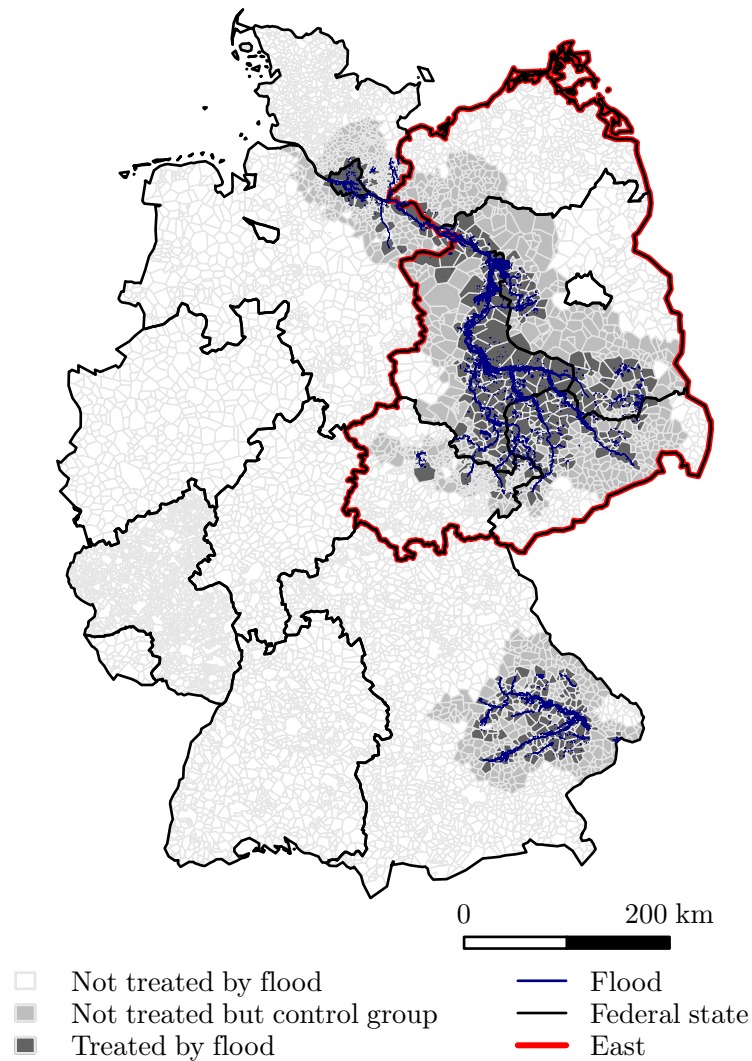 0 200 km
Not treated by flood
Not treated but control group
Treated by flood
Flood
Federal state
East